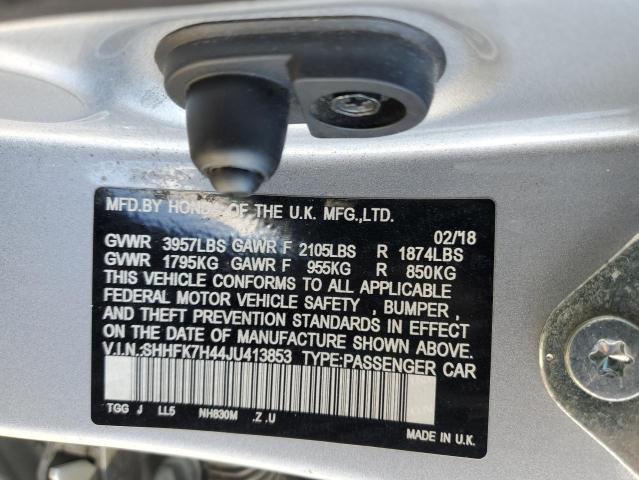 MFD.BY HONDA OF THE U.K. MFG.,LTD.
02/18
GVWR 3957LBS GAWR F 2105LBS R 1874LBS
GVWR 1795KG GAWR F 955KG R 850KG
THIS VEHICLE CONFORMS TO ALL APPLICABLE
FEDERAL MOTOR VEHICLE SAFETY , BUMPER ,
AND THEFT PREVENTION STANDARDS IN EFFECT
ON THE DATE OF MANUFACTURE SHOWN ABOVE.
V.I.N.:SHHFK7H44JU413853 TYPE:PASSENGER CAR
TGG J LL5 NH830M .Z .U
MADE IN U.K.